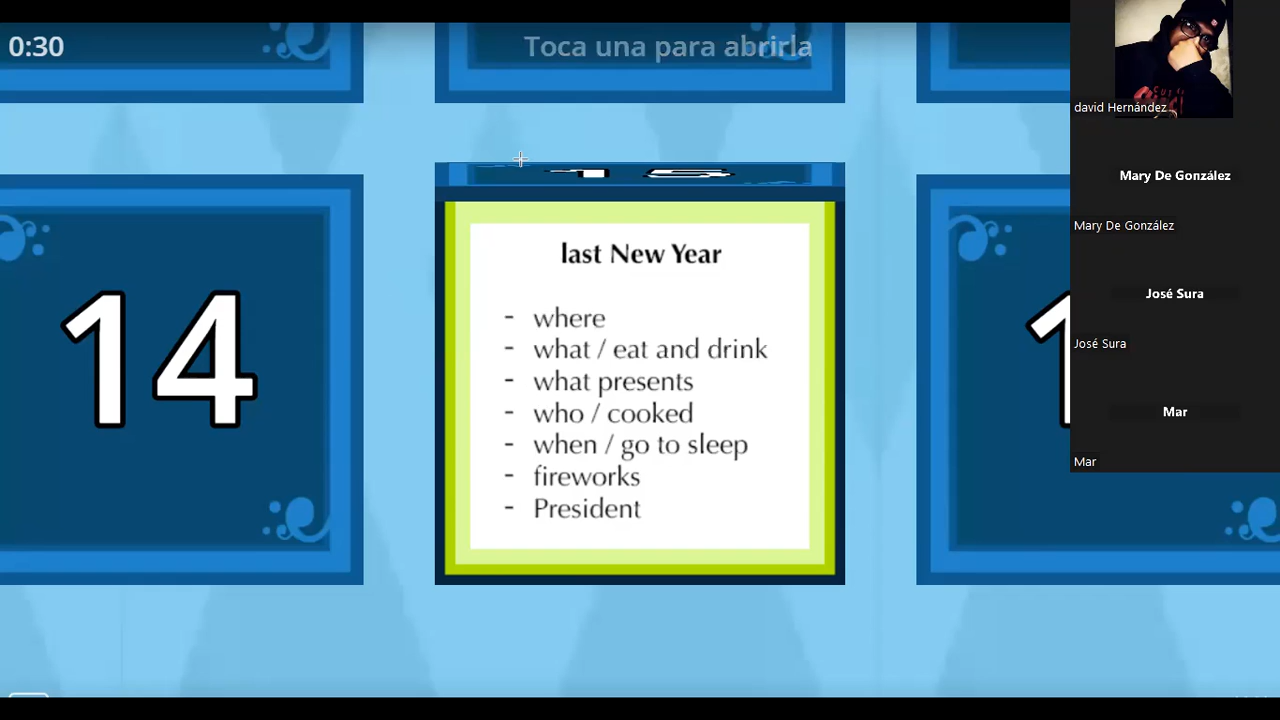 0:30
Toca una para abrirla
14
15
last New Year
- where
- what / eat and drink
- what presents
- who / cooked
- when / go to sleep
- fireworks
- President
1
david Hernández
Mary De González
Mary De González
José Sura
José Sura
Mar
Mar